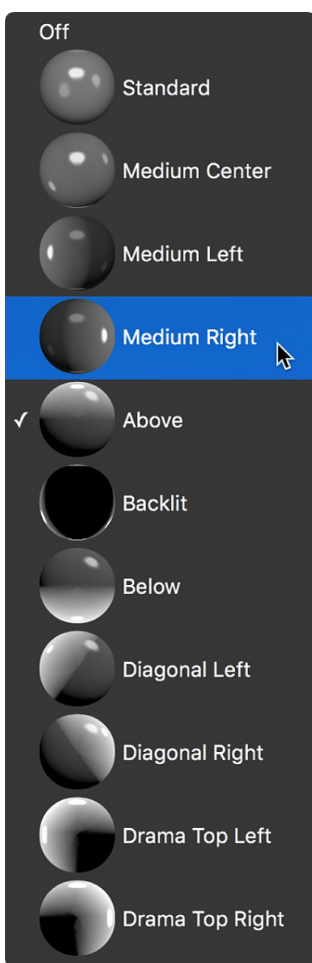 Off
Standard
Medium Center
Medium Left
Medium Right
Above
Backlit
Below
Diagonal Left
Diagonal Right
Drama Top Left
Drama Top Right